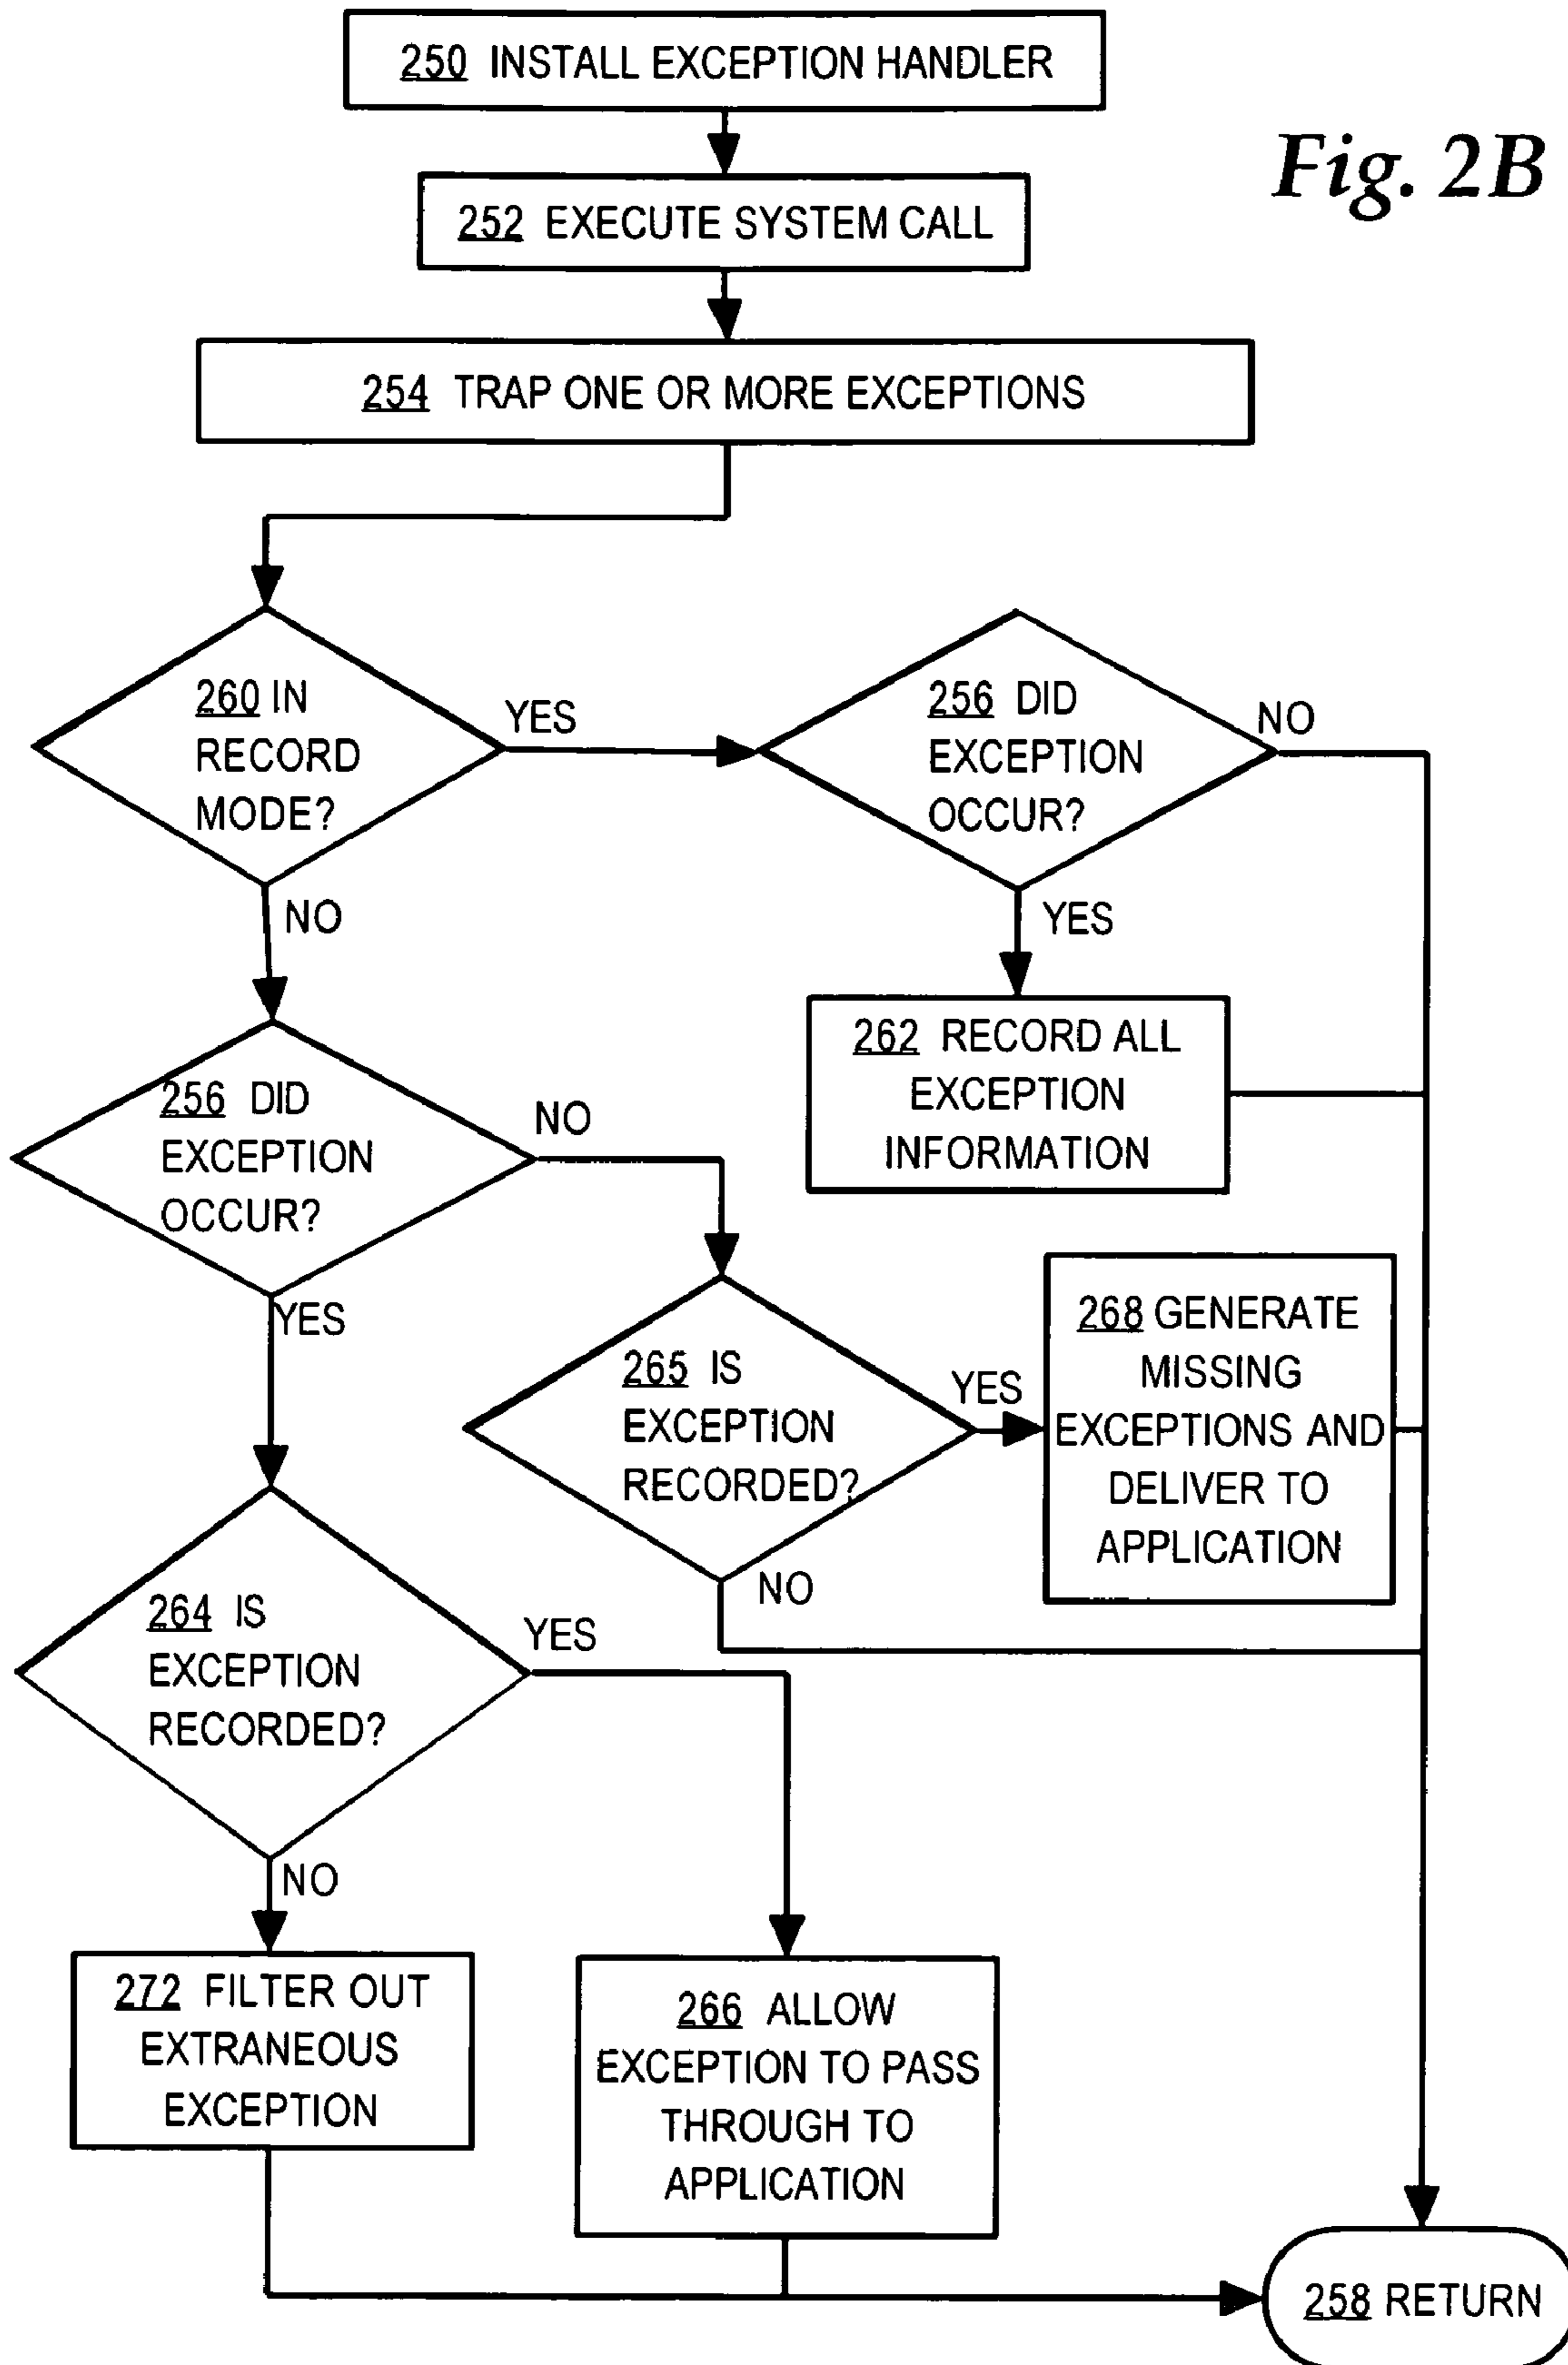 250 INSTALL EXCEPTION HANDLER
Fig. 2B
252 EXECUTE SYSTEM CALL
254 TRAP ONE OR MORE EXCEPTIONS
260 IN
RECORD
MODE?
YES
256 DID
EXCEPTION
OCCUR?
NO
NO
YES
262 RECORD ALL
EXCEPTION
INFORMATION
256 DID
EXCEPTION
OCCUR?
NO
YES
265 IS
EXCEPTION
RECORDED?
YES
268 GENERATE
MISSING
EXCEPTIONS AND
DELIVER TO
APPLICATION
NO
264 IS
EXCEPTION
RECORDED?
YES
NO
272 FILTER OUT
EXTRANEOUS
EXCEPTION
266 ALLOW
EXCEPTION TO PASS
THROUGH TO
APPLICATION
258 RETURN